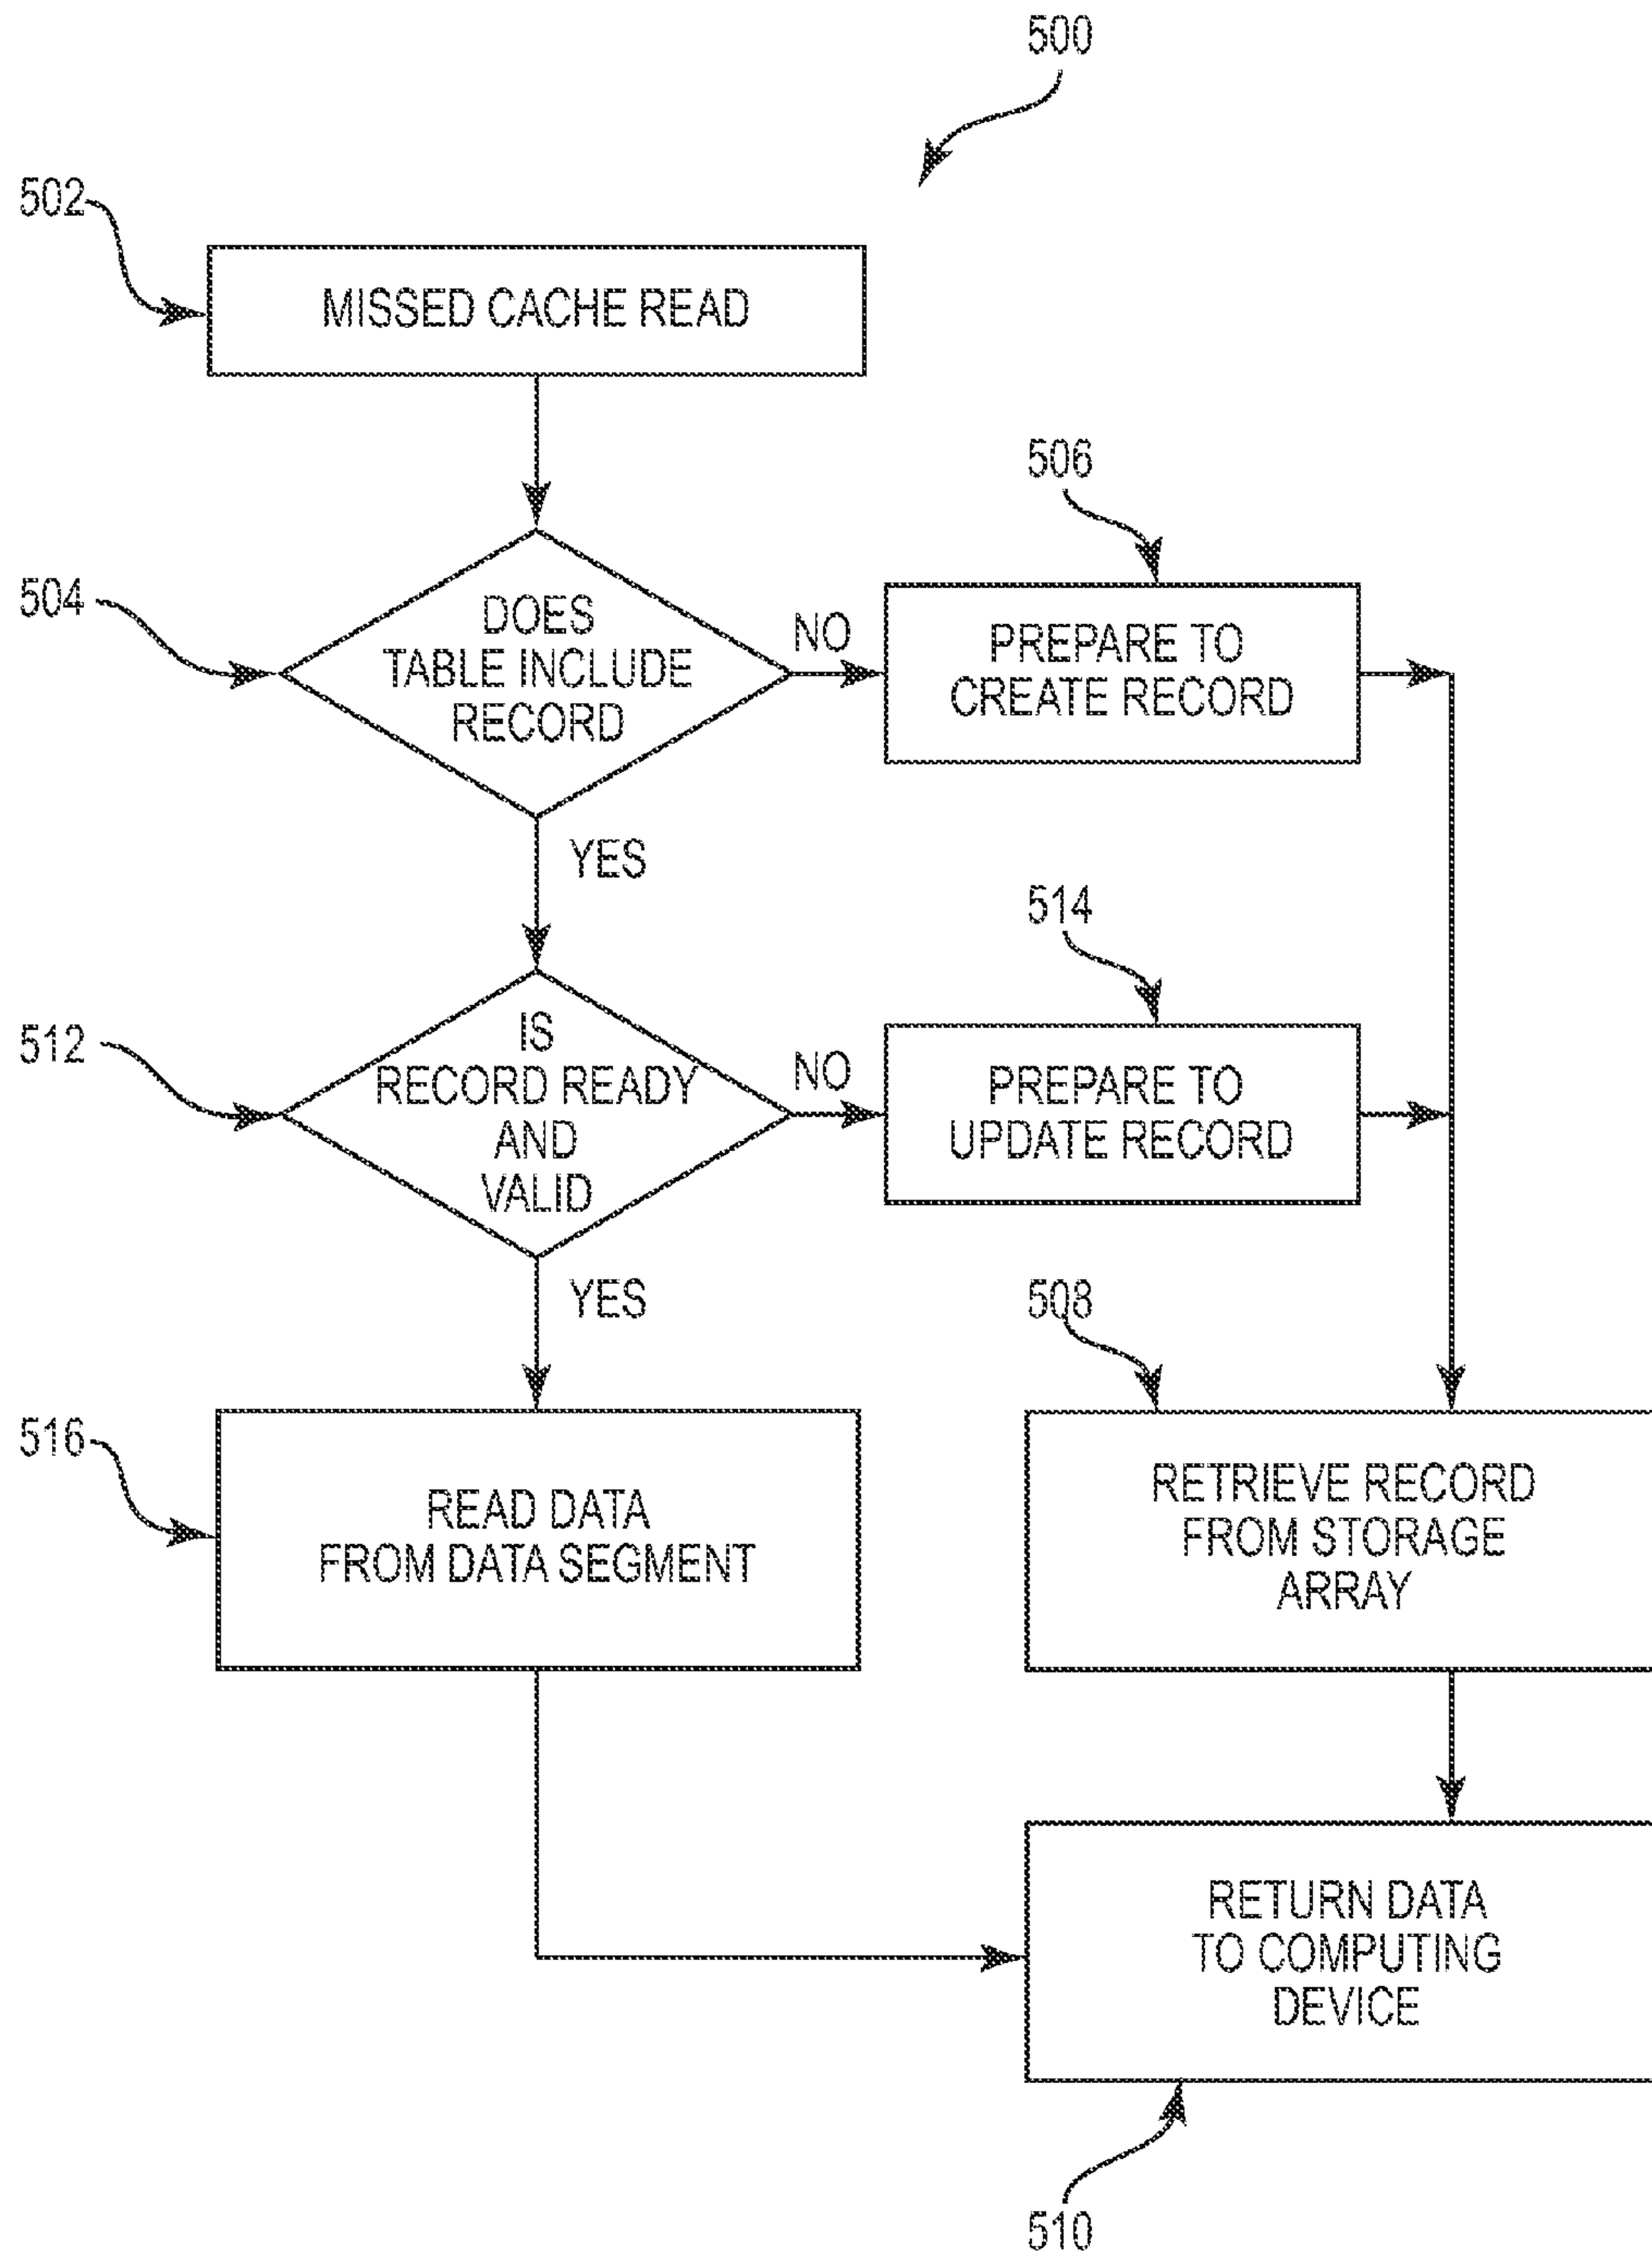 500
502
MISSED CACHE READ
506
504
DOES
TABLE INCLUDE
RECORD
NO
PREPARE TO
CREATE RECORD
YES
514
512
IS
RECORD READY
AND
VALID
NO
PREPARE TO
UPDATE RECORD
YES
508
516
READ DATA
FROM DATA SEGMENT
RETRIEVE RECORD
FROM STORAGE
ARRAY
RETURN DATA
TO COMPUTING
DEVICE
510